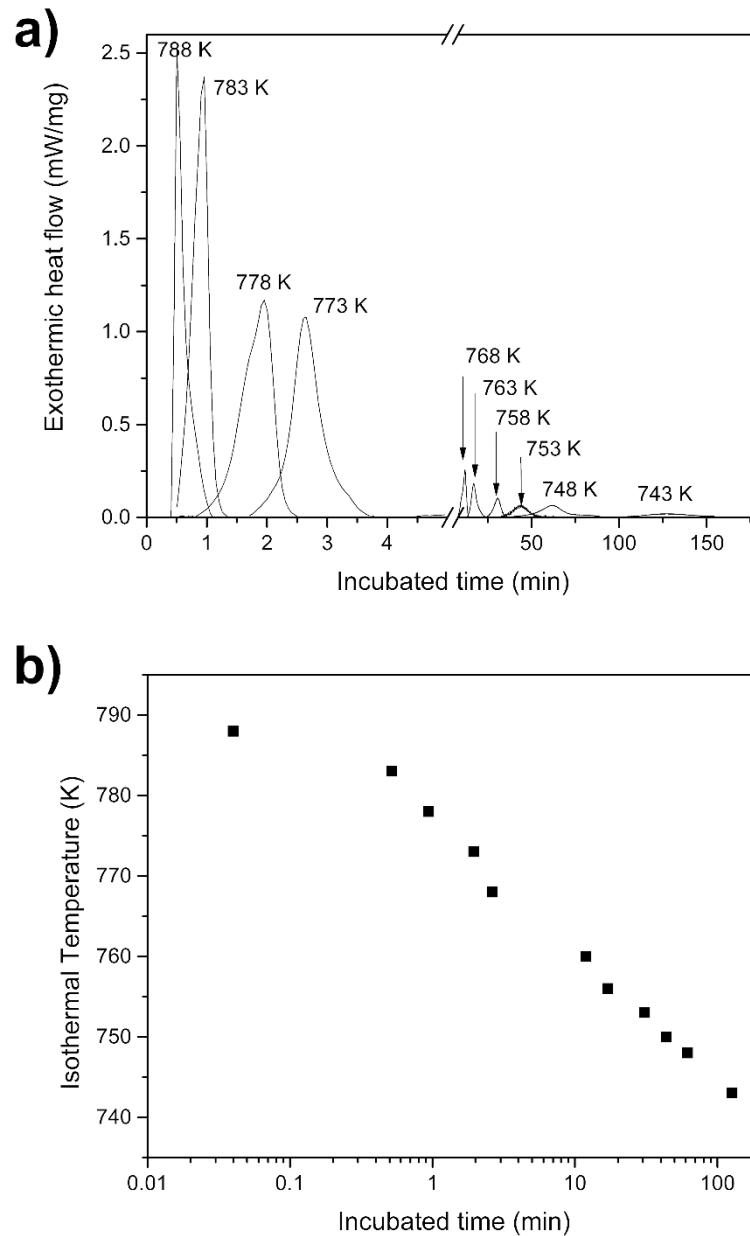 a)
788 K
783 K
778 K
773 K
768 K
763 K
758 K
753 K
748 K
743 K
Exothermic heat flow (mW/mg)
2.5
2.0
1.5
1.0
0.5
0.0
0 1 2 3 4 50 100 150
Incubated time (min)
b)
Isothermal Temperature (K)
790
780
770
760
750
740
0.01 0.1 1 10 100
Incubated time (min)